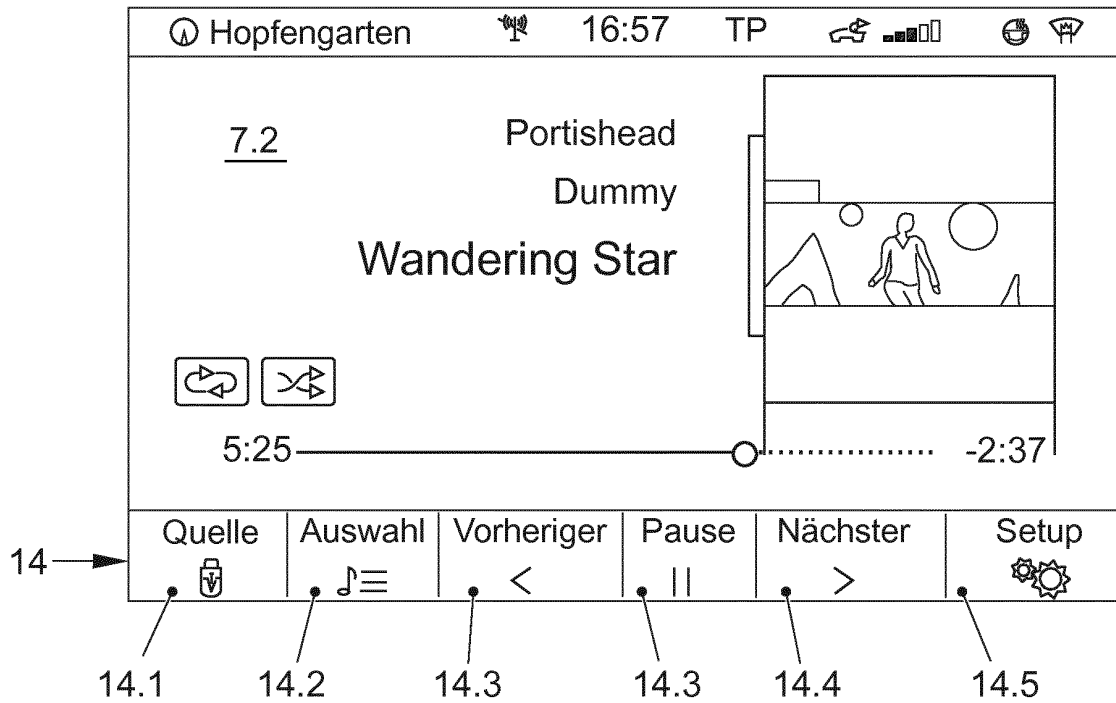 Hopfengarten 16:57 TP
7.2
Portishead
Dummy
Wandering Star
5:25 -2:37
Quelle Auswahl Vorheriger Pause Nächster Setup
14
14.1 14.2 14.3 14.3 14.4 14.5